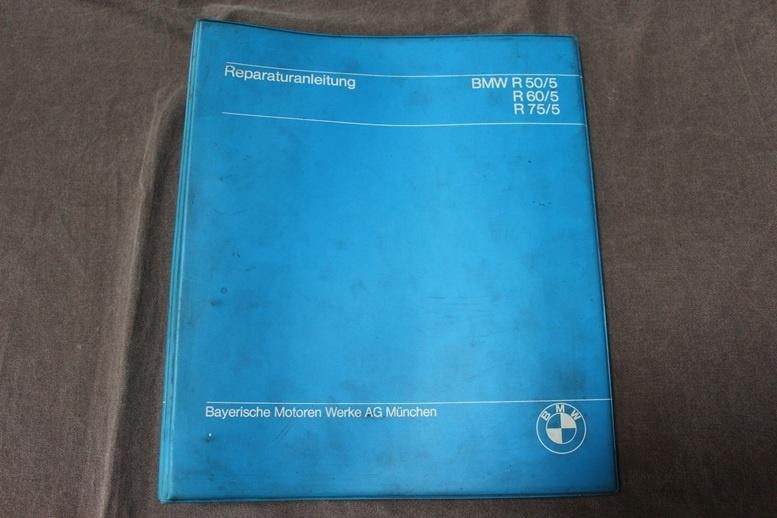 Reparaturanleitung
BMW R 50/5
R 60/5
R 75/5
Bayerische Motoren Werke AG München
BMW